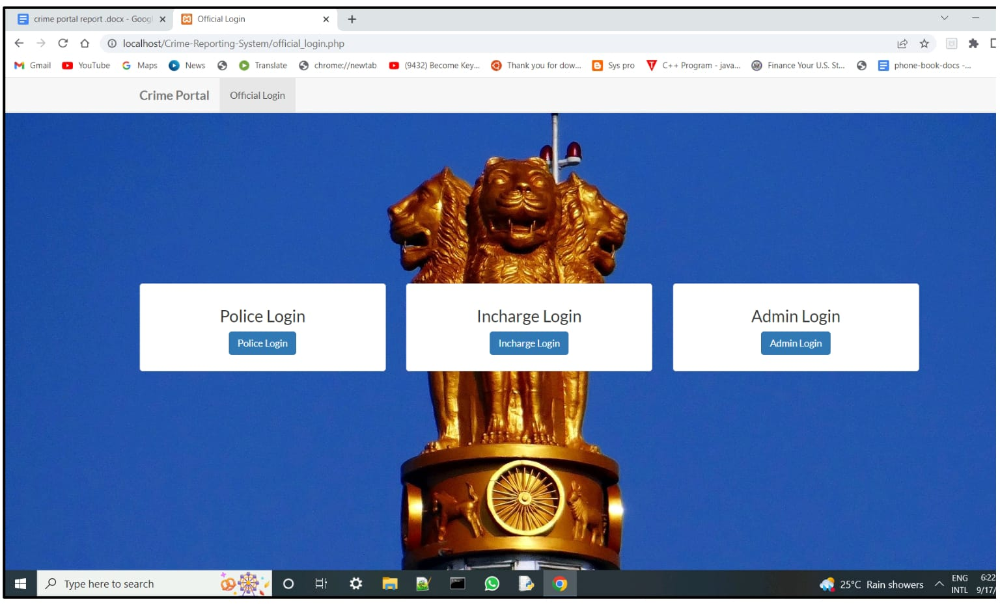 crime portal report .docx - Goog
Official Login
localhost/Crime-Reporting-System/official_login.php
Gmail YouTube Maps News Translate chrome://newtab (9432) Become Key... Thank you for dow... Sys pro C++ Program - java... Finance Your U.S. St... phone-book-docs -...
Crime Portal Official Login
Police Login
Police Login
Incharge Login
Incharge Login
Admin Login
Admin Login
Type here to search
25°C Rain showers
ENG
INTL
6:22
9/17/